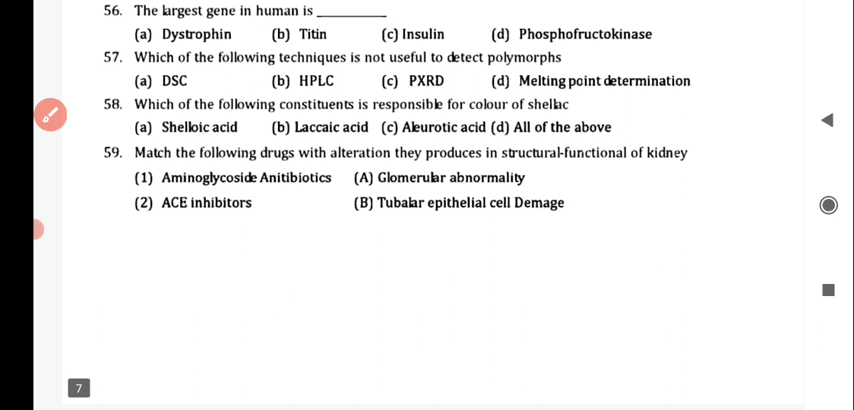 56. The largest gene in human is __________
(a) Dystrophin (b) Titin (c) Insulin (d) Phosphofructokinase
57. Which of the following techniques is not useful to detect polymorphs
(a) DSC (b) HPLC (c) PXRD (d) Melting point determination
58. Which of the following constituents is responsible for colour of shellac
(a) Shelloic acid (b) Laccaic acid (c) Aleurotic acid (d) All of the above
59. Match the following drugs with alteration they produces in structural-functional of kidney
(1) Aminoglycoside Anitibiotics (A) Glomerular abnormality
(2) ACE inhibitors (B) Tubalar epithelial cell Demage
7